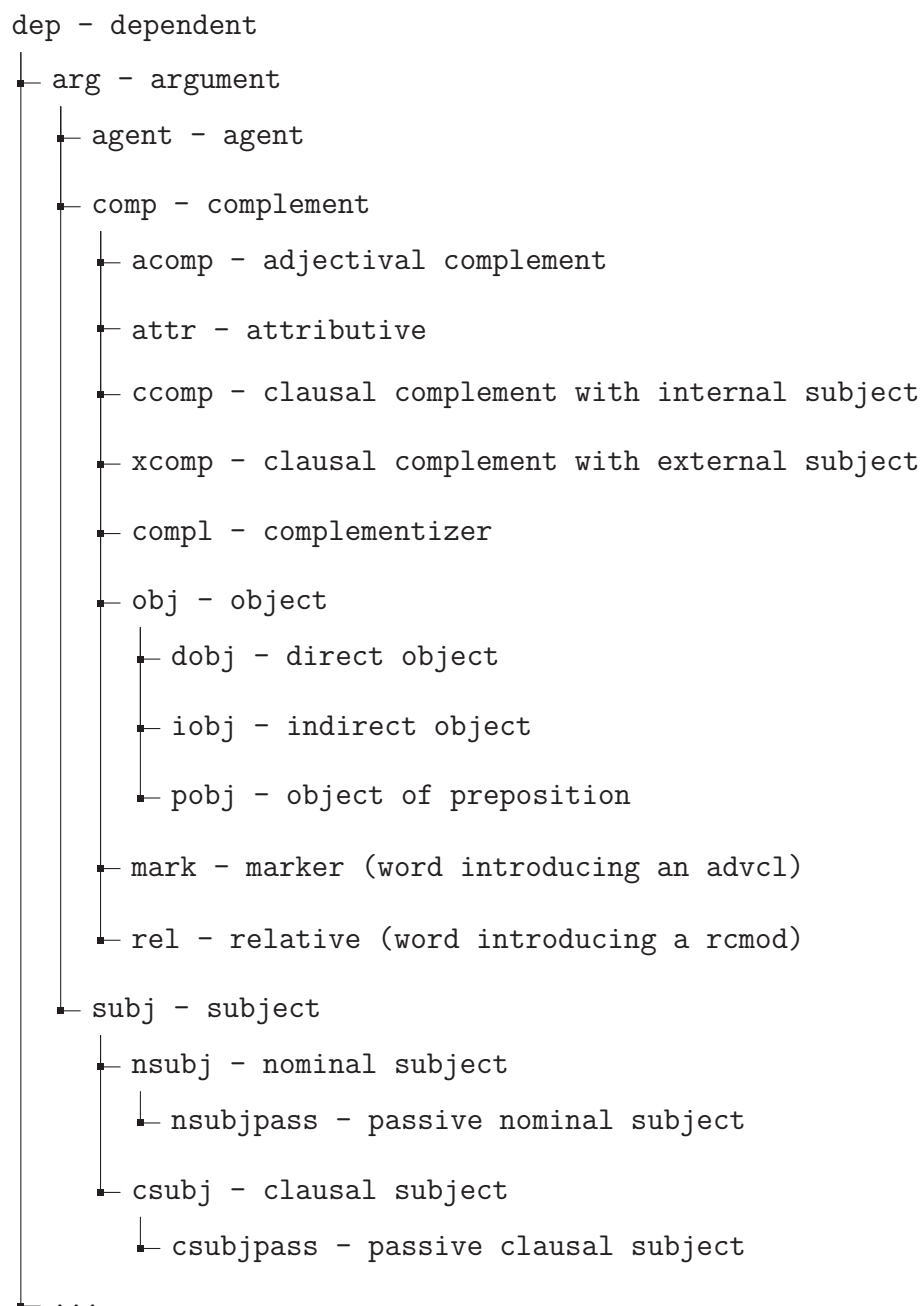 dep - dependent
arg - argument
agent - agent
comp - complement
acomp - adjectival complement
attr - attributive
ccomp - clausal complement with internal subject
xcomp - clausal complement with external subject
compl - complementizer
obj - object
dobj - direct object
iobj - indirect object
pobj - object of preposition
mark - marker (word introducing an advcl)
rel - relative (word introducing a rcmod)
subj - subject
nsubj - nominal subject
nsubjpass - passive nominal subject
csubj - clausal subject
csubjpass - passive clausal subject
...